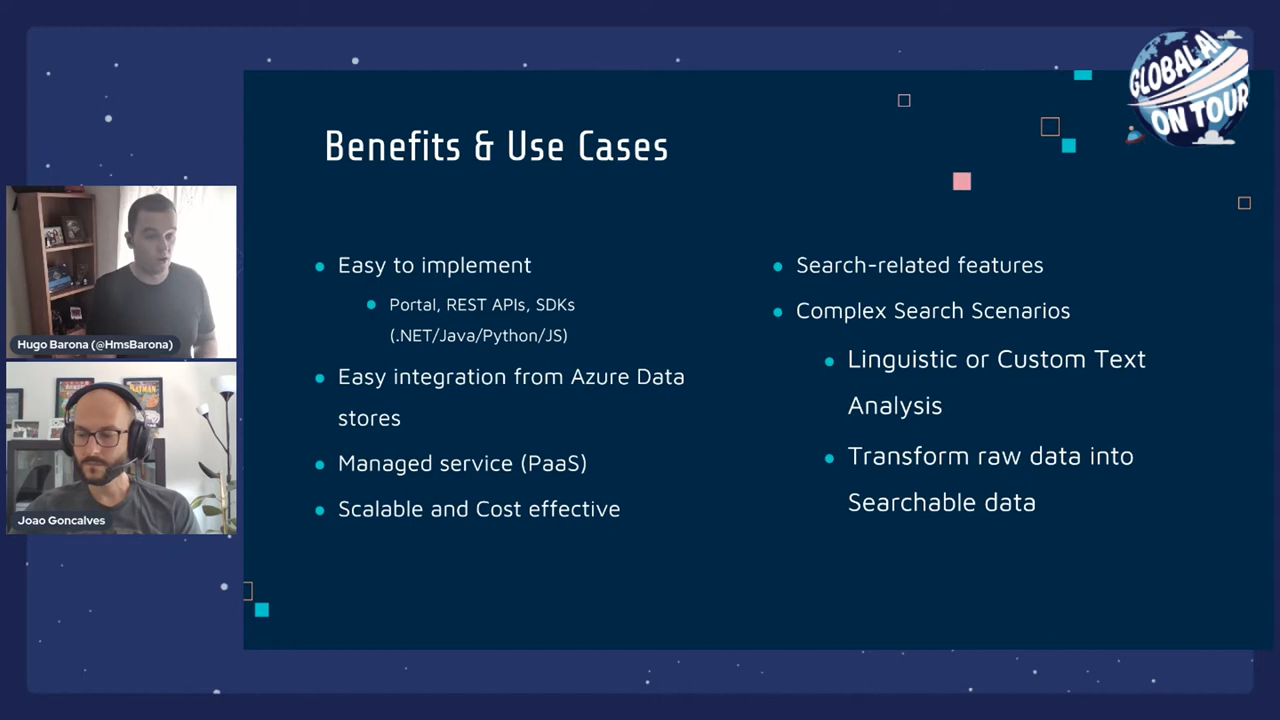 GLOBAL AI
ON TOUR
Benefits & Use Cases
Easy to implement
Portal, REST APIs, SDKs
(.NET/Java/Python/JS)
Easy integration from Azure Data
stores
Managed service (PaaS)
Scalable and Cost effective
Search-related features
Complex Search Scenarios
Linguistic or Custom Text
Analysis
Transform raw data into
Searchable data
Hugo Barona (@HmsBarona)
Joao Goncalves